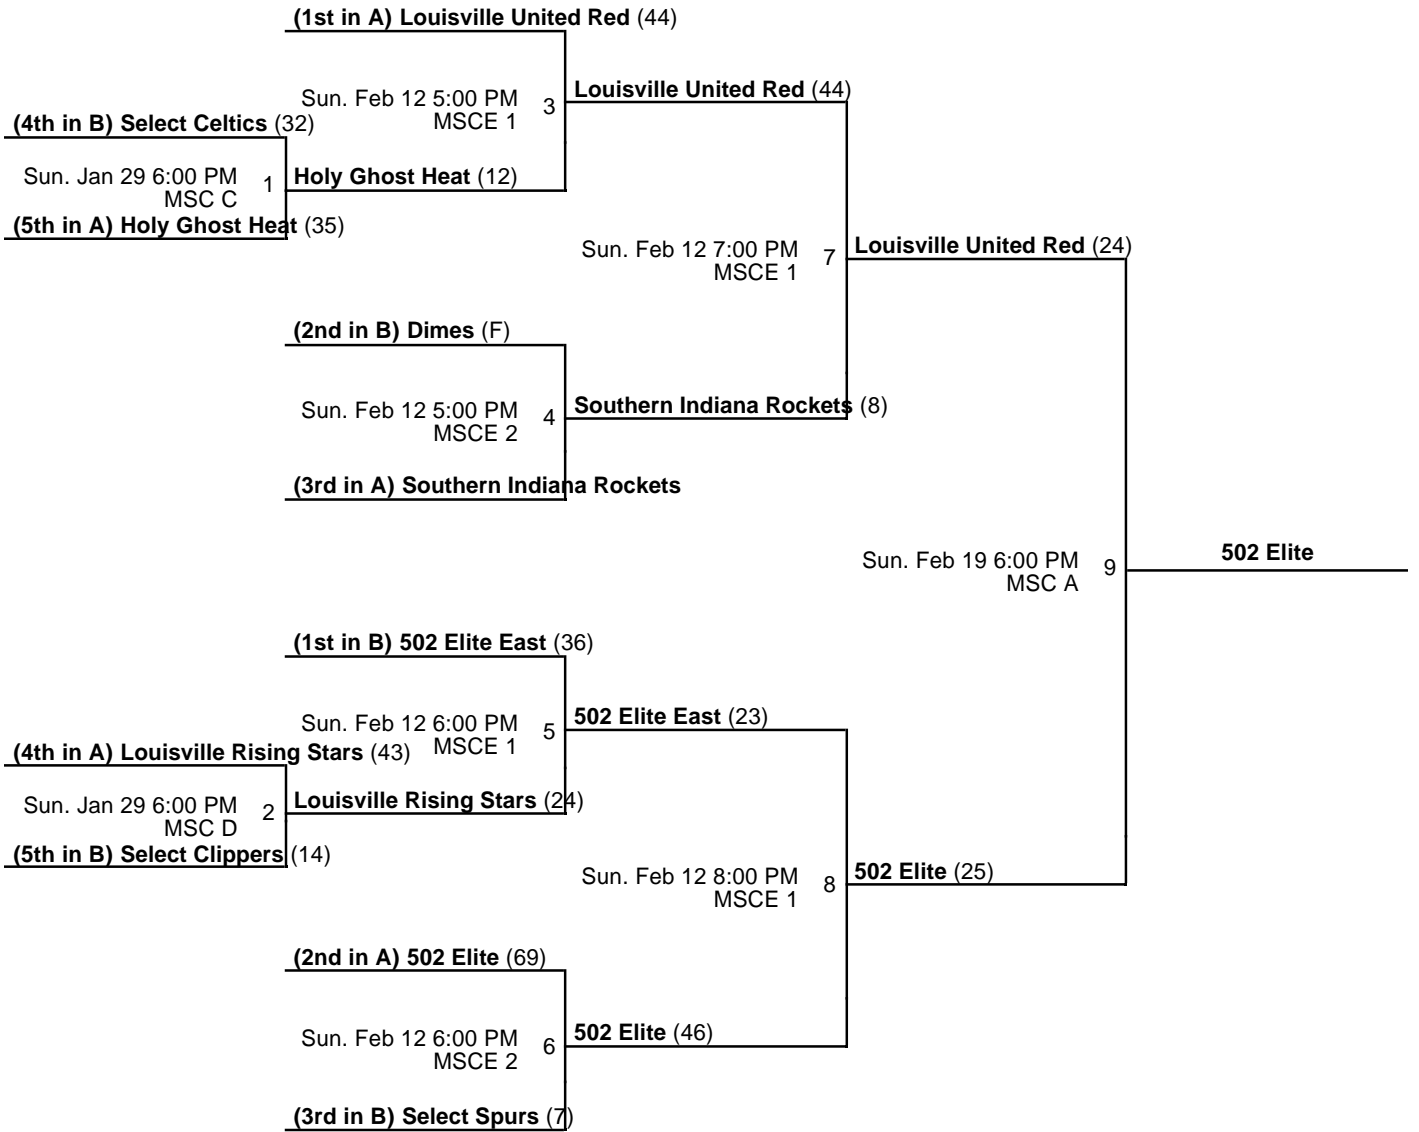 (1st in A) Louisville United Red (44)
Sun. Feb 12 5:00 PM
MSCE 1
3
Louisville United Red (44)
(4th in B) Select Celtics (32)
Sun. Jan 29 6:00 PM
MSC C
1
Holy Ghost Heat (12)
(5th in A) Holy Ghost Heat (35)
Sun. Feb 12 7:00 PM
MSCE 1
7
Louisville United Red (24)
(2nd in B) Dimes (F)
Sun. Feb 12 5:00 PM
MSCE 2
4
Southern Indiana Rockets (8)
(3rd in A) Southern Indiana Rockets
Sun. Feb 19 6:00 PM
MSC A
9
502 Elite
(1st in B) 502 Elite East (36)
Sun. Feb 12 6:00 PM
MSCE 1
5
502 Elite East (23)
(4th in A) Louisville Rising Stars (43)
Sun. Jan 29 6:00 PM
MSC D
2
Louisville Rising Stars (24)
(5th in B) Select Clippers (14)
Sun. Feb 12 8:00 PM
MSCE 1
8
502 Elite (25)
(2nd in A) 502 Elite (69)
Sun. Feb 12 6:00 PM
MSCE 2
6
502 Elite (46)
(3rd in B) Select Spurs (7)